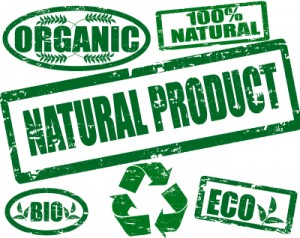 ORGANIC
100%
NATURAL
NATURAL PRODUCT
BIO
ECO